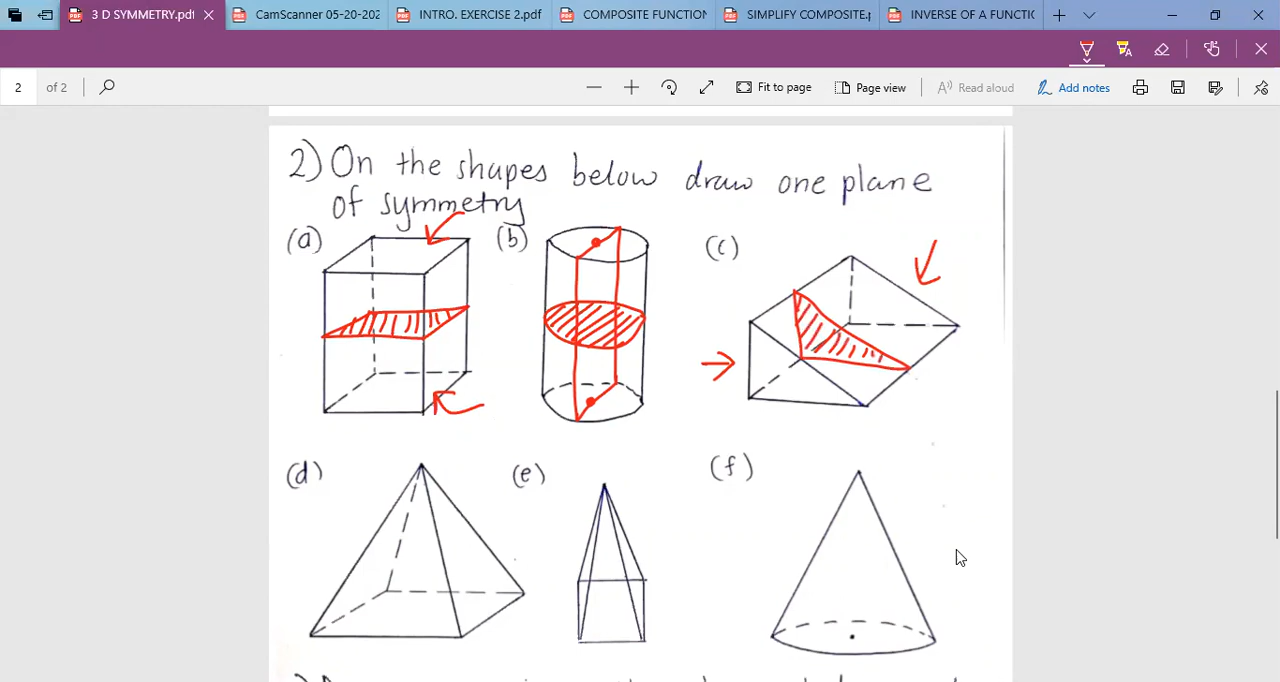 3 D SYMMETRY.pdf
CamScanner 05-20-202
INTRO. EXERCISE 2.pdf
COMPOSITE FUNCTION
SIMPLIFY COMPOSITE.p
INVERSE OF A FUNCTIO
2 of 2
Fit to page
Page view
Read aloud
Add notes
2) On the shapes below draw one plane
of symmetry
(a) (b) (c)
(d) (e) (f)